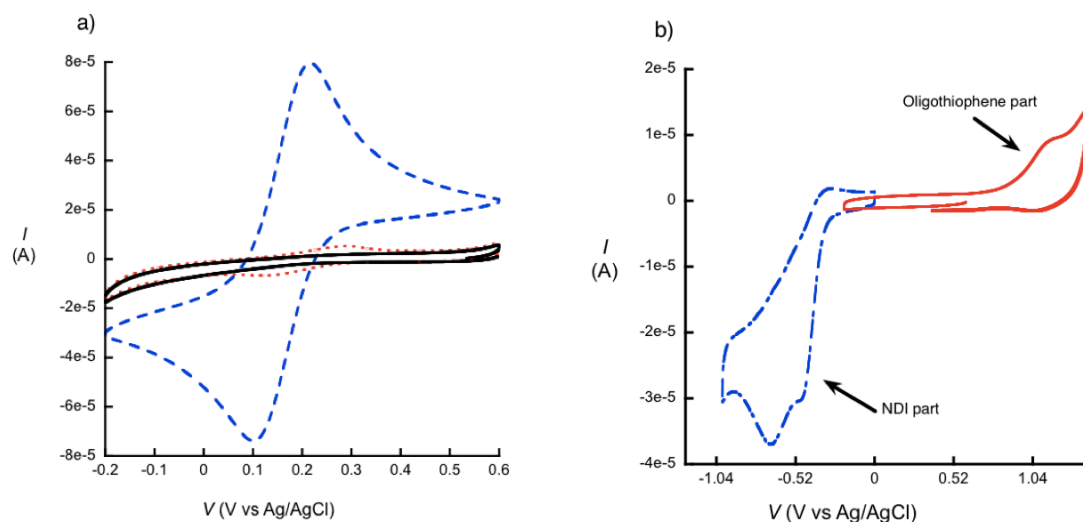 a)
8e-5
6e-5
4e-5
2e-5
0
-2e-5
-4e-5
-6e-5
-8e-5
I
(A)
-0.2 -0.1 0 0.1 0.2 0.3 0.4 0.5 0.6
V (V vs Ag/AgCl)
b)
2e-5
1e-5
0
-1e-5
-2e-5
-3e-5
-4e-5
I
(A)
Oligothiophene part
NDI part
-1.04 -0.52 0 0.52 1.04
V (V vs Ag/AgCl)